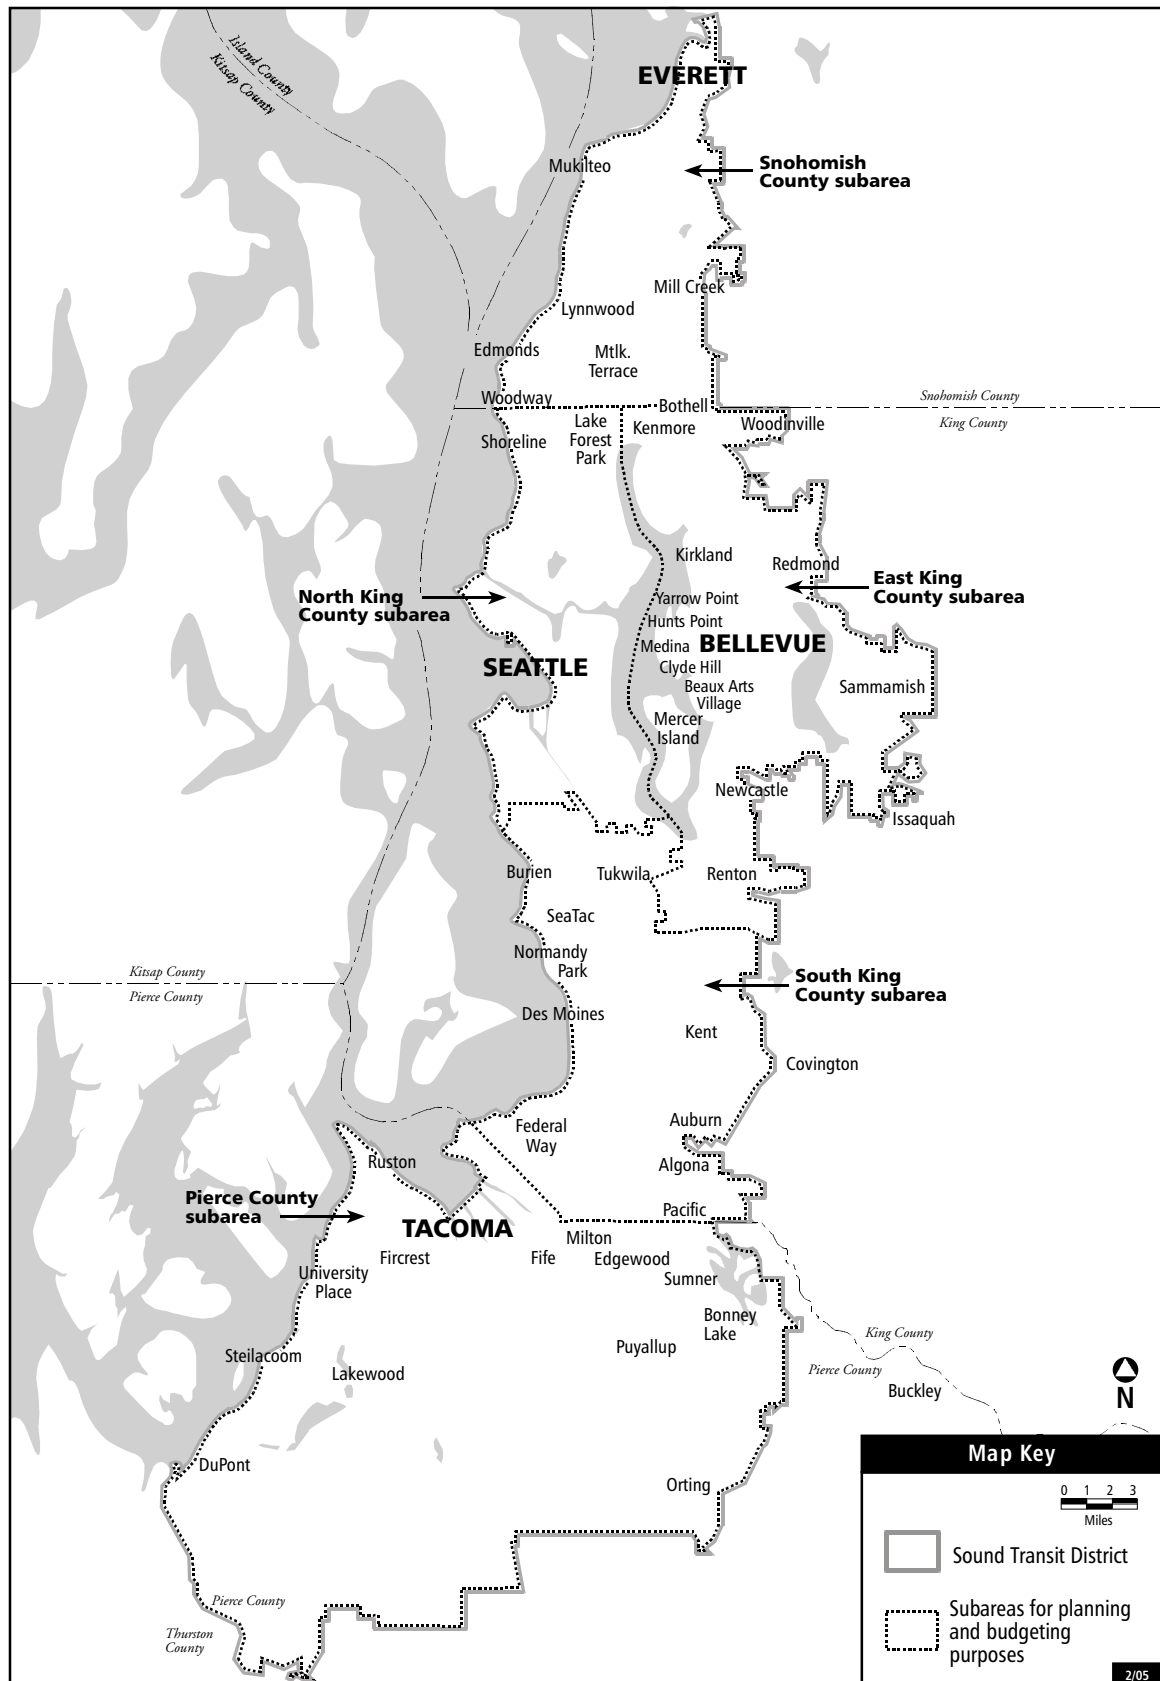 Island County
Kitsap County
EVERETT
Mukilteo
Snohomish
County subarea
Mill Creek
Lynnwood
Edmonds
Mtlk.
Terrace
Woodway
Bothell
Snohomish County
King County
Shoreline
Lake
Forest
Park
Kenmore
Woodinville
Kirkland
Redmond
North King
County subarea
East King
County subarea
Yarrow Point
Hunts Point
Medina
BELLEVUE
SEATTLE
Clyde Hill
Beaux Arts
Village
Sammamish
Mercer
Island
Newcastle
Issaquah
Burien
Tukwila
Renton
SeaTac
Normandy
Park
Kitsap County
Pierce County
South King
County subarea
Des Moines
Kent
Covington
Federal
Way
Auburn
Ruston
Algona
Pierce County
subarea
Pacific
TACOMA
Milton
Fircrest
Fife
Edgewood
University
Place
Sumner
Bonney
Lake
King County
Pierce County
Puyallup
Steilacoom
Lakewood
Buckley
N
DuPont
Orting
Pierce County
Thurston
County
Map Key
0 1 2 3
Miles
Sound Transit District
Subareas for planning
and budgeting
purposes
2/05